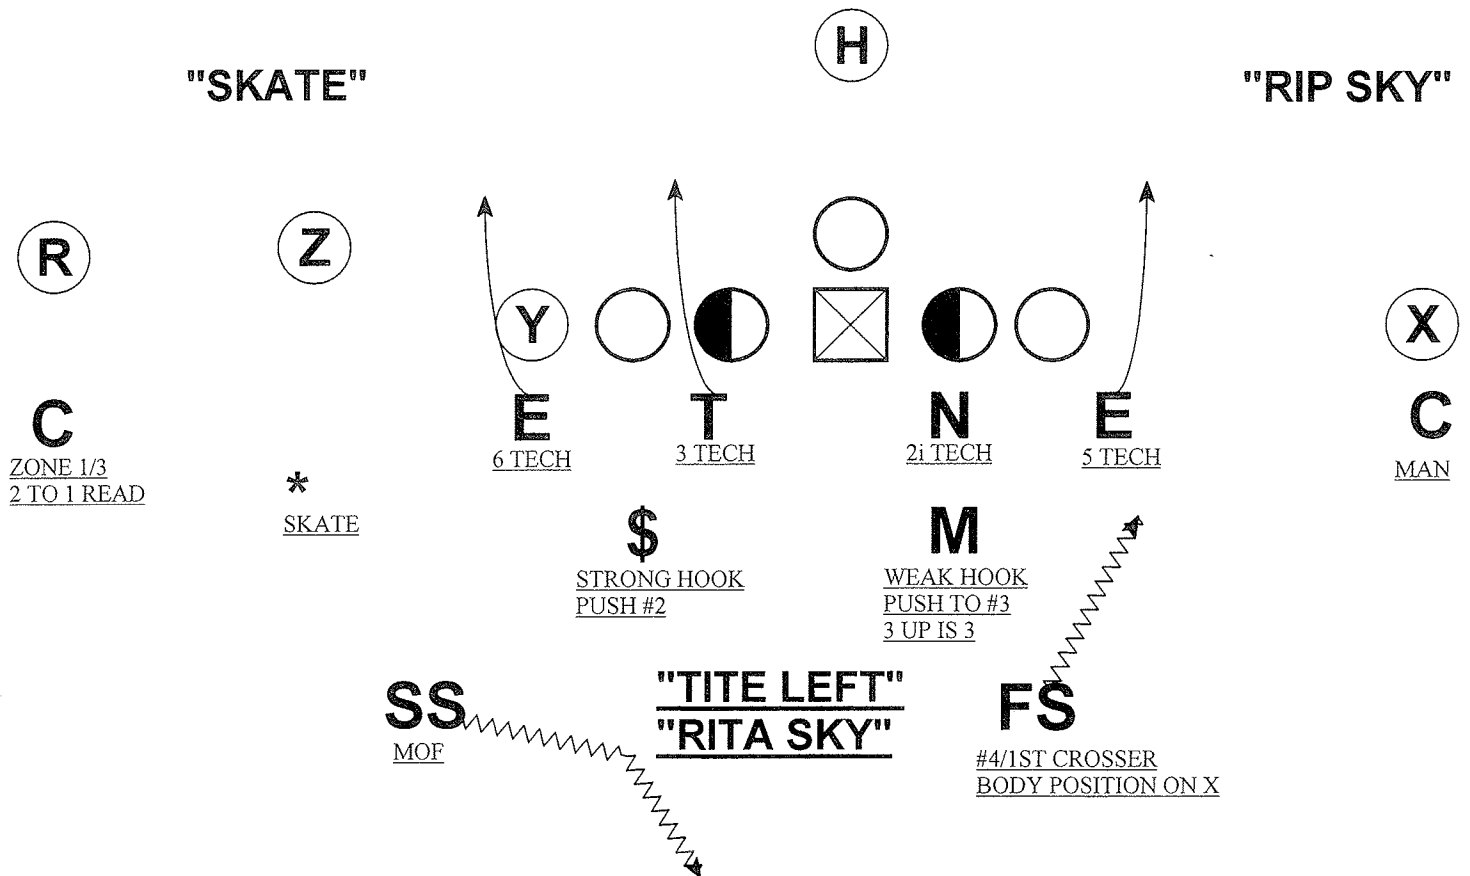 H
"SKATE"
"RIP SKY"
R
Z
Y
X
C
E
T
N
E
C
ZONE 1/3
2 TO 1 READ
6 TECH
3 TECH
2i TECH
5 TECH
MAN
*
SKATE
$
STRONG HOOK
PUSH #2
M
WEAK HOOK
PUSH TO #3
3 UP IS 3
SS
MOF
"TITE LEFT"
"RITA SKY"
FS
#4/1ST CROSSER
BODY POSITION ON X